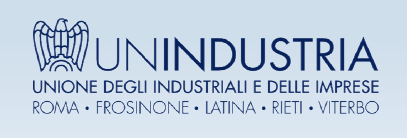 UNINDUSTRIA
UNIONE DEGLI INDUSTRIALI E DELLE IMPRESE
ROMA • FROSINONE • LATINA • RIETI • VITERBO